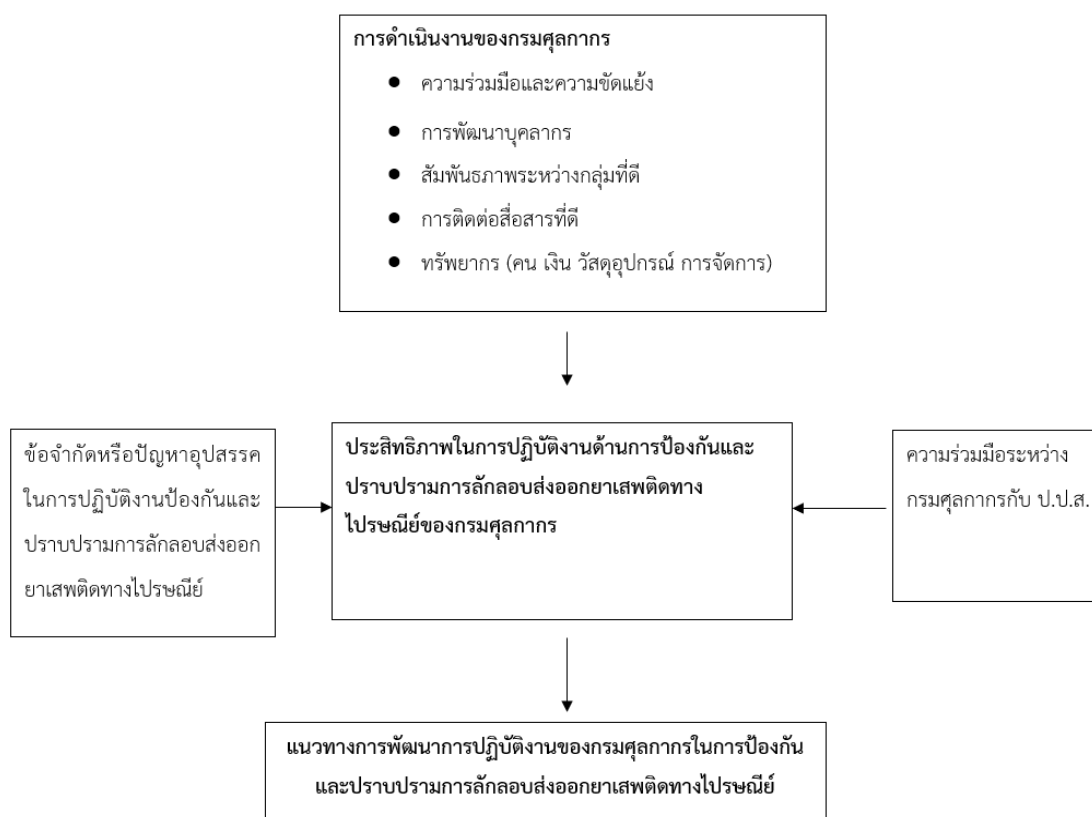 การดำเนินงานของกรมศุลกากร
● ความร่วมมือและความขัดแย้ง
● การพัฒนาบุคลากร
● สัมพันธภาพระหว่างกลุ่มที่ดี
● การติดต่อสื่อสารที่ดี
● ทรัพยากร (คน เงิน วัสดุอุปกรณ์ การจัดการ)
ข้อจำกัดหรือปัญหาอุปสรรค
ในการปฏิบัติงานป้องกันและ
ปราบปรามการลักลอบส่งออก
ยาเสพติดทางไปรษณีย์
ประสิทธิภาพในการปฏิบัติงานด้านการป้องกันและ
ปราบปรามการลักลอบส่งออกยาเสพติดทาง
ไปรษณีย์ของกรมศุลกากร
ความร่วมมือระหว่าง
กรมศุลกากรกับ ป.ป.ส.
แนวทางการพัฒนาการปฏิบัติงานของกรมศุลกากรในการป้องกัน
และปราบปรามการลักลอบส่งออกยาเสพติดทางไปรษณีย์